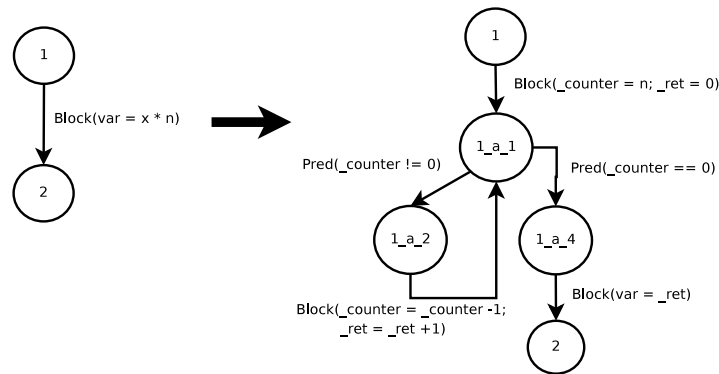 1
Block(var = x * n)
2
1
Block(_counter = n; _ret = 0)
1_a_1
Pred(_counter != 0)
Pred(_counter == 0)
1_a_2
1_a_4
Block(_counter = _counter -1;
_ret = _ret +1)
Block(var = _ret)
2